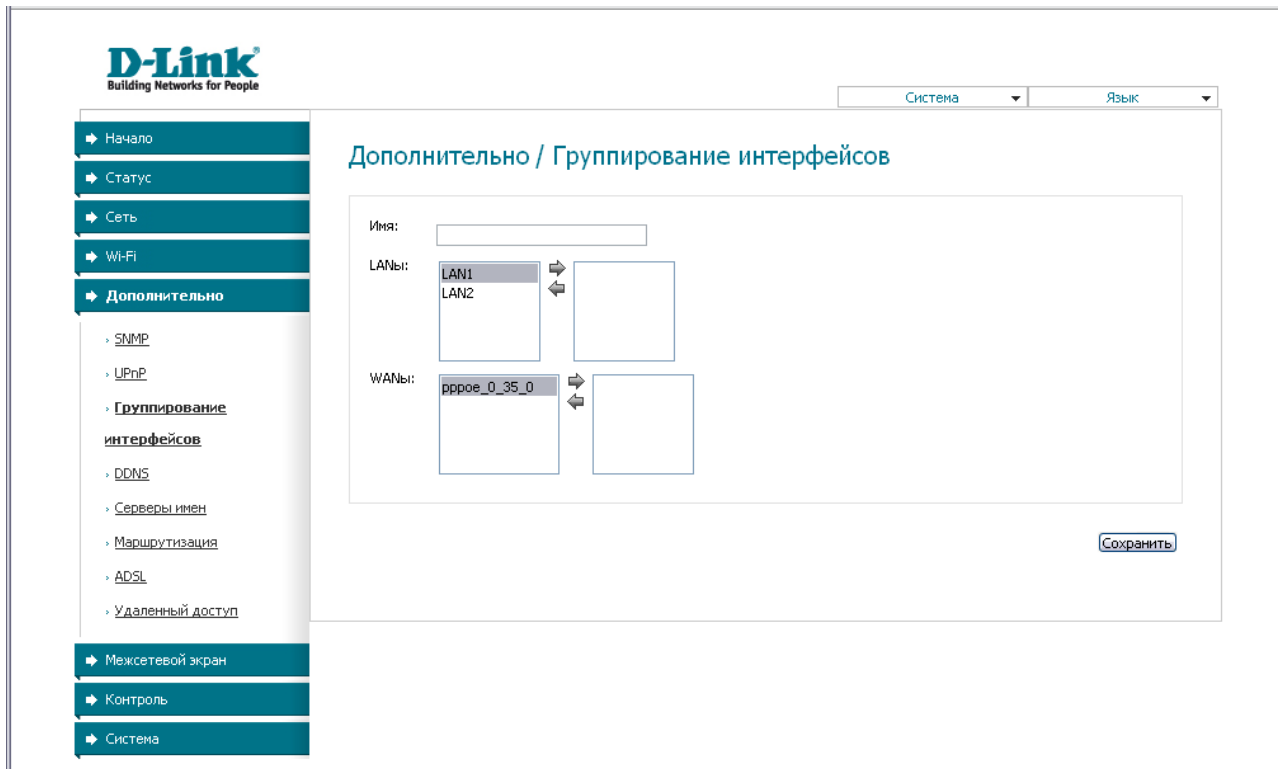 D-Link®
Building Networks for People
Система
Язык
Начало
Статус
Сеть
Wi-Fi
Дополнительно
SNMP
UPnP
Группирование
интерфейсов
DDNS
Серверы имен
Маршрутизация
ADSL
Удаленный доступ
Межсетевой экран
Контроль
Система
Дополнительно / Группирование интерфейсов
Имя:
LANы:
LAN1
LAN2
WANы:
pppoe_0_35_0
Сохранить